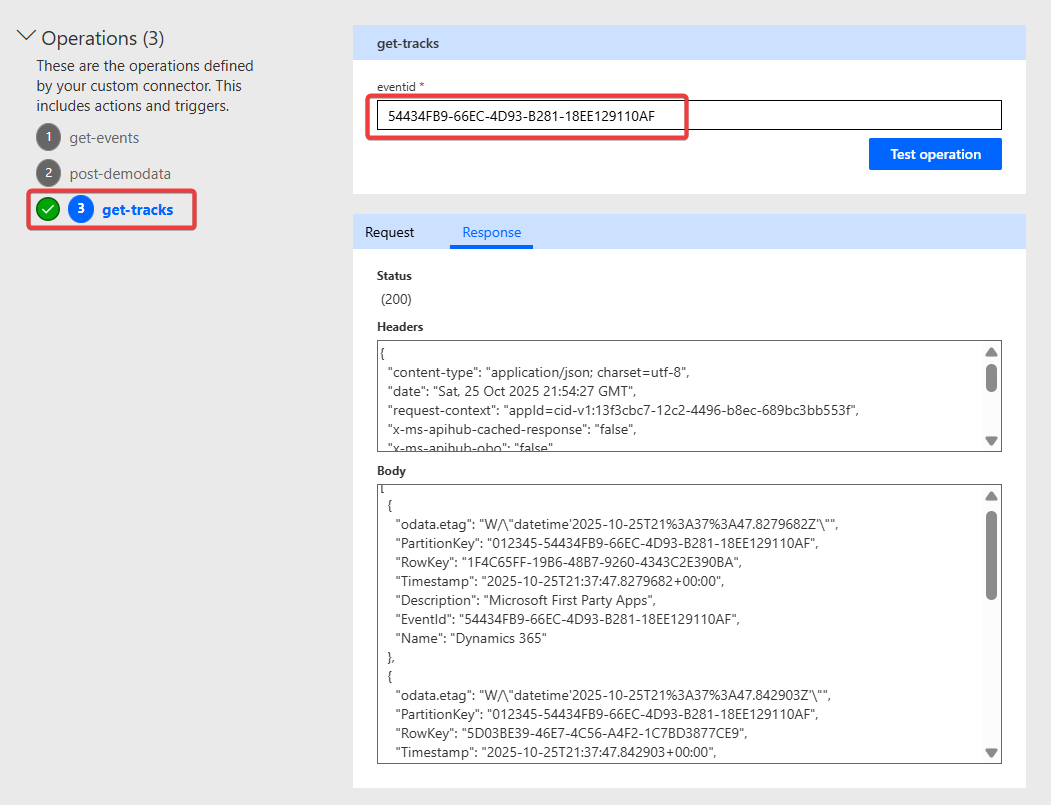 Operations (3)
These are the operations defined
by your custom connector. This
includes actions and triggers.
1 get-events
2 post-demodata
3 get-tracks
get-tracks
eventid *
54434FB9-66EC-4D93-B281-18EE129110AF
Test operation
Request Response
Status
(200)
Headers
{
"content-type": "application/json; charset=utf-8",
"date": "Sat, 25 Oct 2025 21:54:27 GMT",
"request-context": "appId=cid-v1:13f3cbc7-12c2-4496-b8ec-689bc3bb553f",
"x-ms-apihub-cached-response": "false",
"x-ms-apihub-obo": "false"
Body
[
{
"odata.etag": "W/\"datetime'2025-10-25T21%3A37%3A47.8279682Z'\"",
"PartitionKey": "012345-54434FB9-66EC-4D93-B281-18EE129110AF",
"RowKey": "1F4C65FF-19B6-48B7-9260-4343C2E390BA",
"Timestamp": "2025-10-25T21:37:47.8279682+00:00",
"Description": "Microsoft First Party Apps",
"EventId": "54434FB9-66EC-4D93-B281-18EE129110AF",
"Name": "Dynamics 365"
},
{
"odata.etag": "W/\"datetime'2025-10-25T21%3A37%3A47.842903Z'\"",
"PartitionKey": "012345-54434FB9-66EC-4D93-B281-18EE129110AF",
"RowKey": "5D03BE39-46E7-4C56-A4F2-1C7BD3877CE9",
"Timestamp": "2025-10-25T21:37:47.842903+00:00",